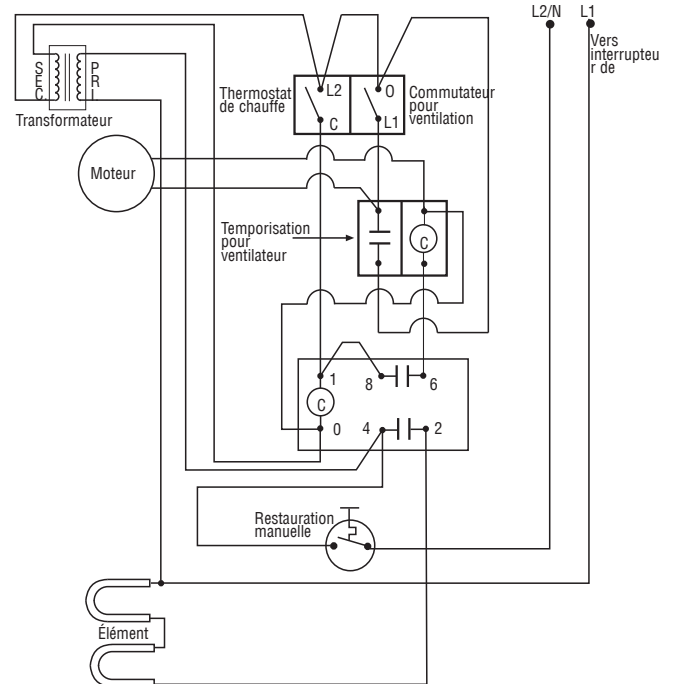 L2/N L1
Vers
interrupteu
r de
S P
E R
C. I.
Transformateur
Thermostat
de chauffe
L2
C
O
L1
Commutateur
pour
ventilation
Moteur
Temporisation
pour
ventilateur
C
1
8
6
C
0
4
2
Restauration
manuelle
Élément